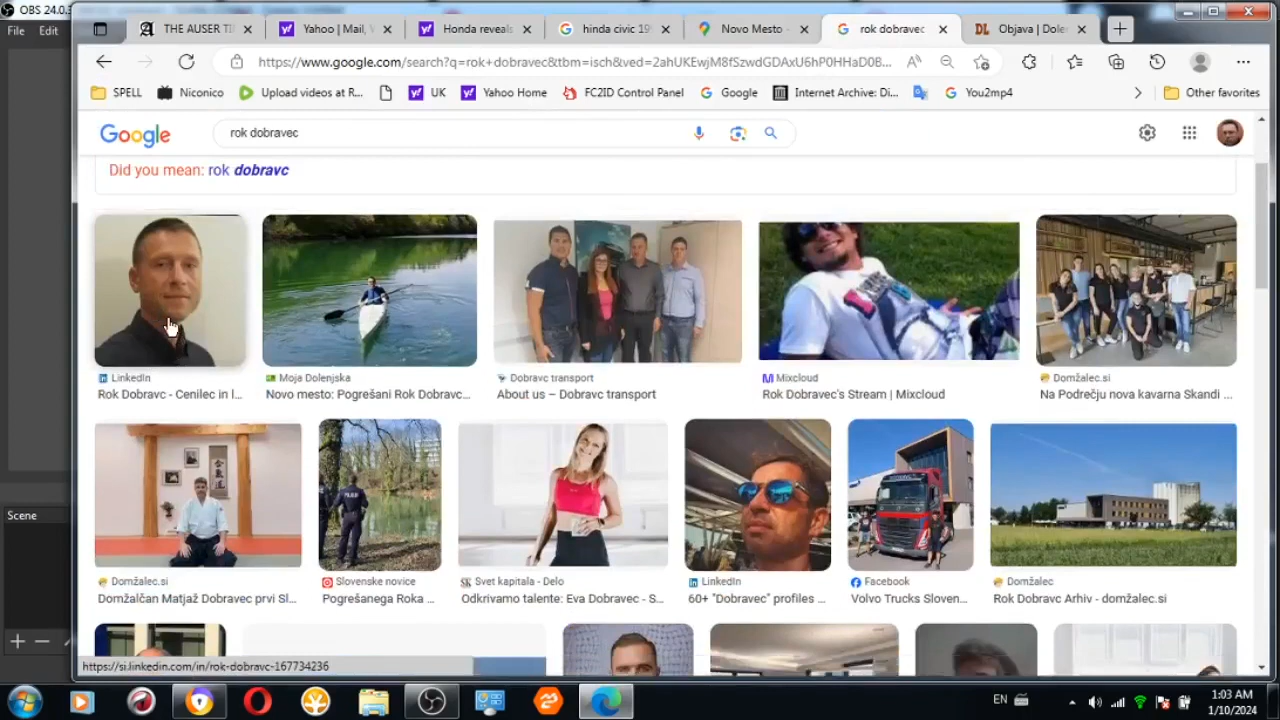 OBS 24.0.3
File Edit
THE AUSER TI
Yahoo | Mail, W
Honda reveals
hinda civic 19
Novo Mesto -
rok dobravec
Objava | Doler
https://www.google.com/search?q=rok+dobravec&tbm=isch&ved=2ahUKEwjM8fSzwdGDAxU6hP0HHaD0B...
SPELL
Niconico
Upload videos at R...
UK
Yahoo Home
FC2ID Control Panel
Google
Internet Archive: Di...
You2mp4
Other favorites
Google
rok dobravec
Did you mean: rok dobravc
LinkedIn
Rok Dobravc - Cenilec in l...
Moja Dolenjska
Novo mesto: Pogrešani Rok Dobravc...
Dobravc transport
About us – Dobravc transport
Mixcloud
Rok Dobravec's Stream | Mixcloud
Domžalec.si
Na Podrečju nova kavarna Skandi ...
Domžalec.si
Domžalčan Matjaž Dobravec prvi Sl...
Slovenske novice
Pogrešanega Roka ...
Svet kapitala - Delo
Odkrivamo talente: Eva Dobravec - S...
LinkedIn
60+ "Dobravec" profiles ...
Facebook
Volvo Trucks Sloven...
Domžalec
Rok Dobravc Arhiv - domžalec.si
Scene
https://si.linkedin.com/in/rok-dobravc-167734236
EN
1:03 AM
1/10/2024